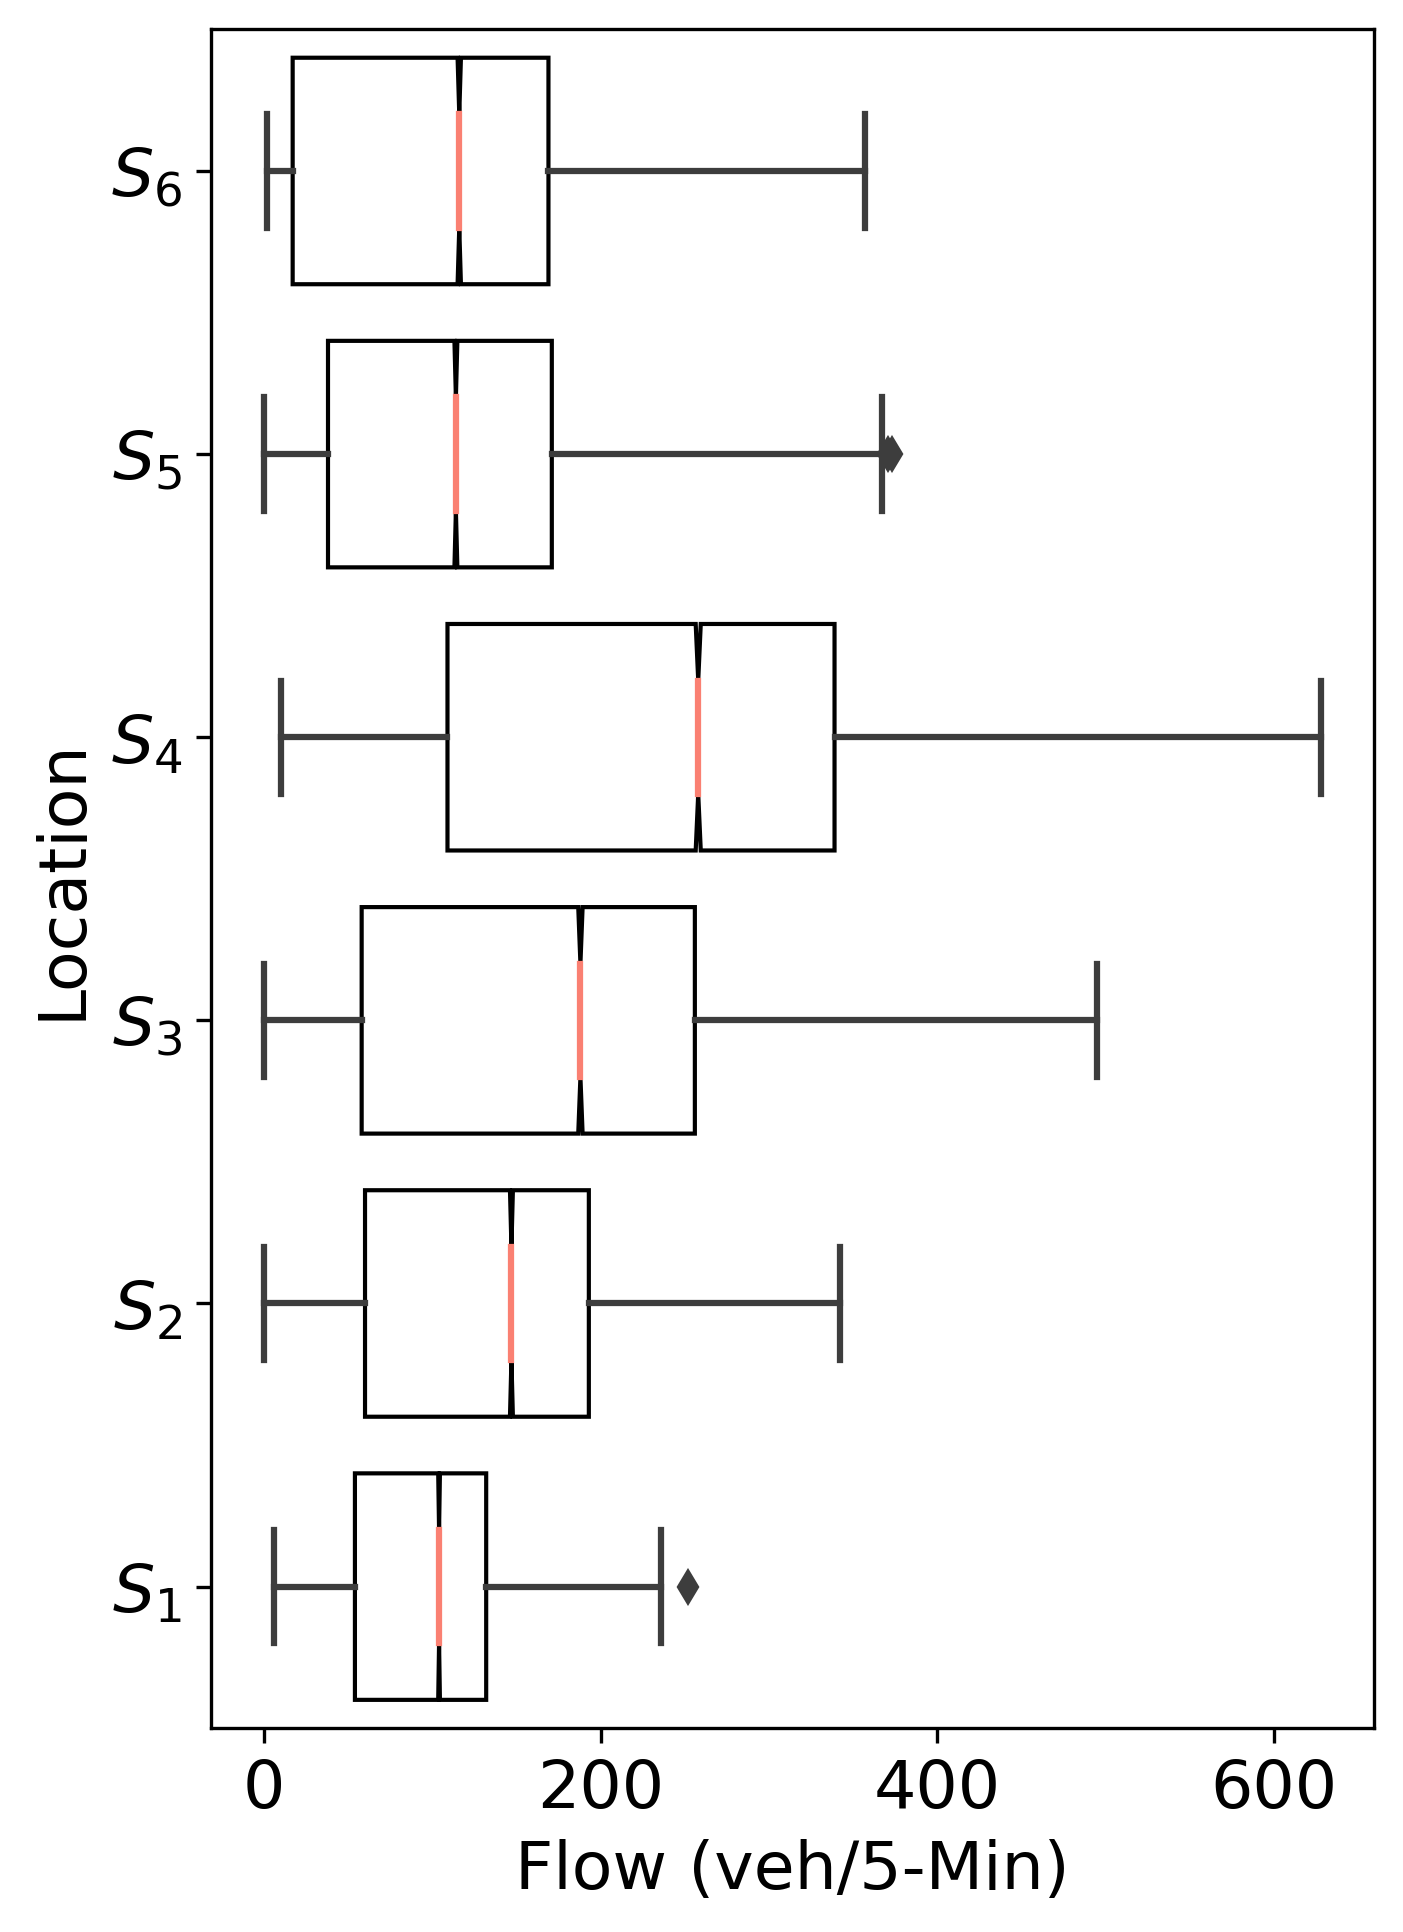 Location
S₆
S₅
S₄
S₃
S₂
S₁
0 200 400 600
Flow (veh/5-Min)